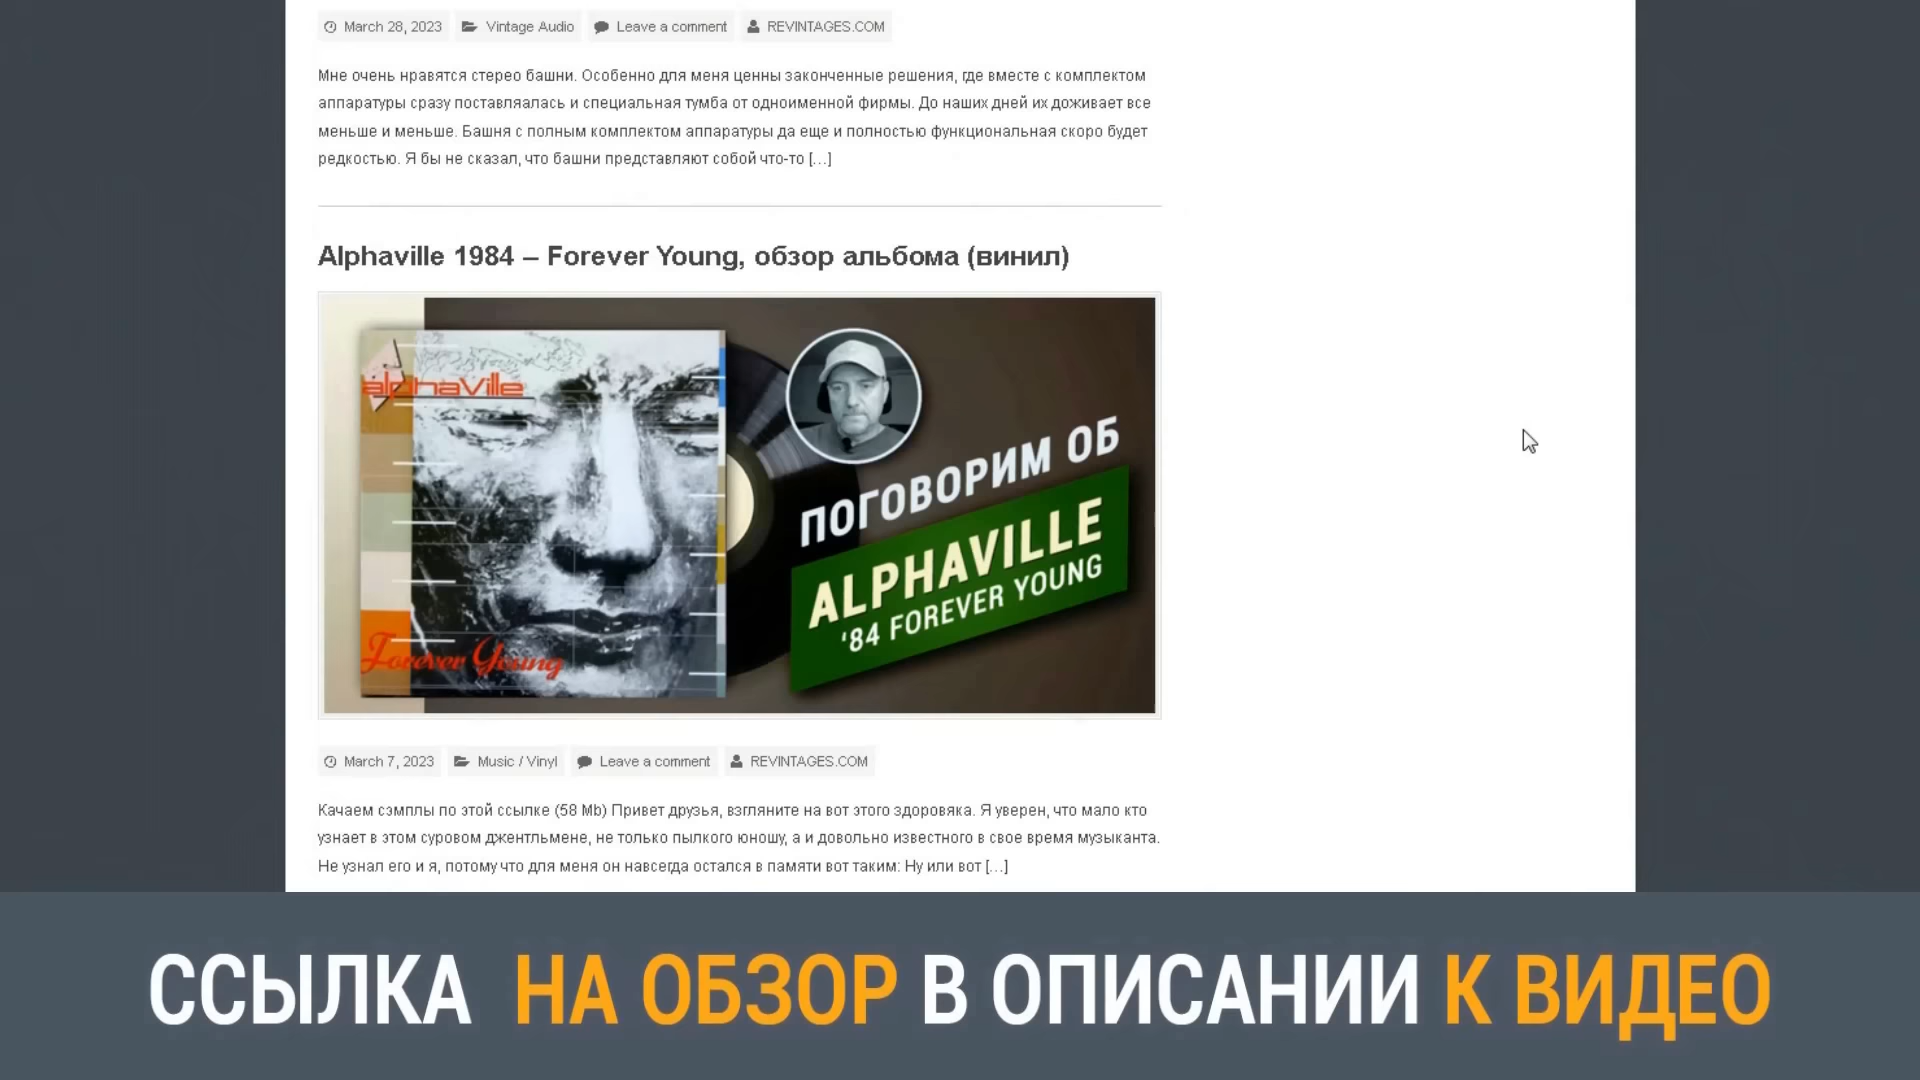 March 28, 2023 Vintage Audio Leave a comment REVINTAGES.COM
Мне очень нравятся стерео башни. Особенно для меня ценны законченные решения, где вместе с комплектом
аппаратуры сразу поставляалась и специальная тумба от одноименной фирмы. До наших дней их доживает все
меньше и меньше. Башня с полным комплектом аппаратуры да еще и полностью функциональная скоро будет
редкостью. Я бы не сказал, что башни представляют собой что-то […]
Alphaville 1984 – Forever Young, обзор альбома (винил)
alphaville
Forever Young
ПОГОВОРИМ ОБ
ALPHAVILLE
‘84 FOREVER YOUNG
March 7, 2023 Music / Vinyl Leave a comment REVINTAGES.COM
Качаем сэмплы по этой ссылке (58 Mb) Привет друзья, взгляните на вот этого здоровяка. Я уверен, что мало кто
узнает в этом суровом джентльмене, не только пылкого юношу, а и довольно известного в свое время музыканта.
Не узнал его и я, потому что для меня он навсегда остался в памяти вот таким: Ну или вот […]
ССЫЛКА НА ОБЗОР В ОПИСАНИИ К ВИДЕО